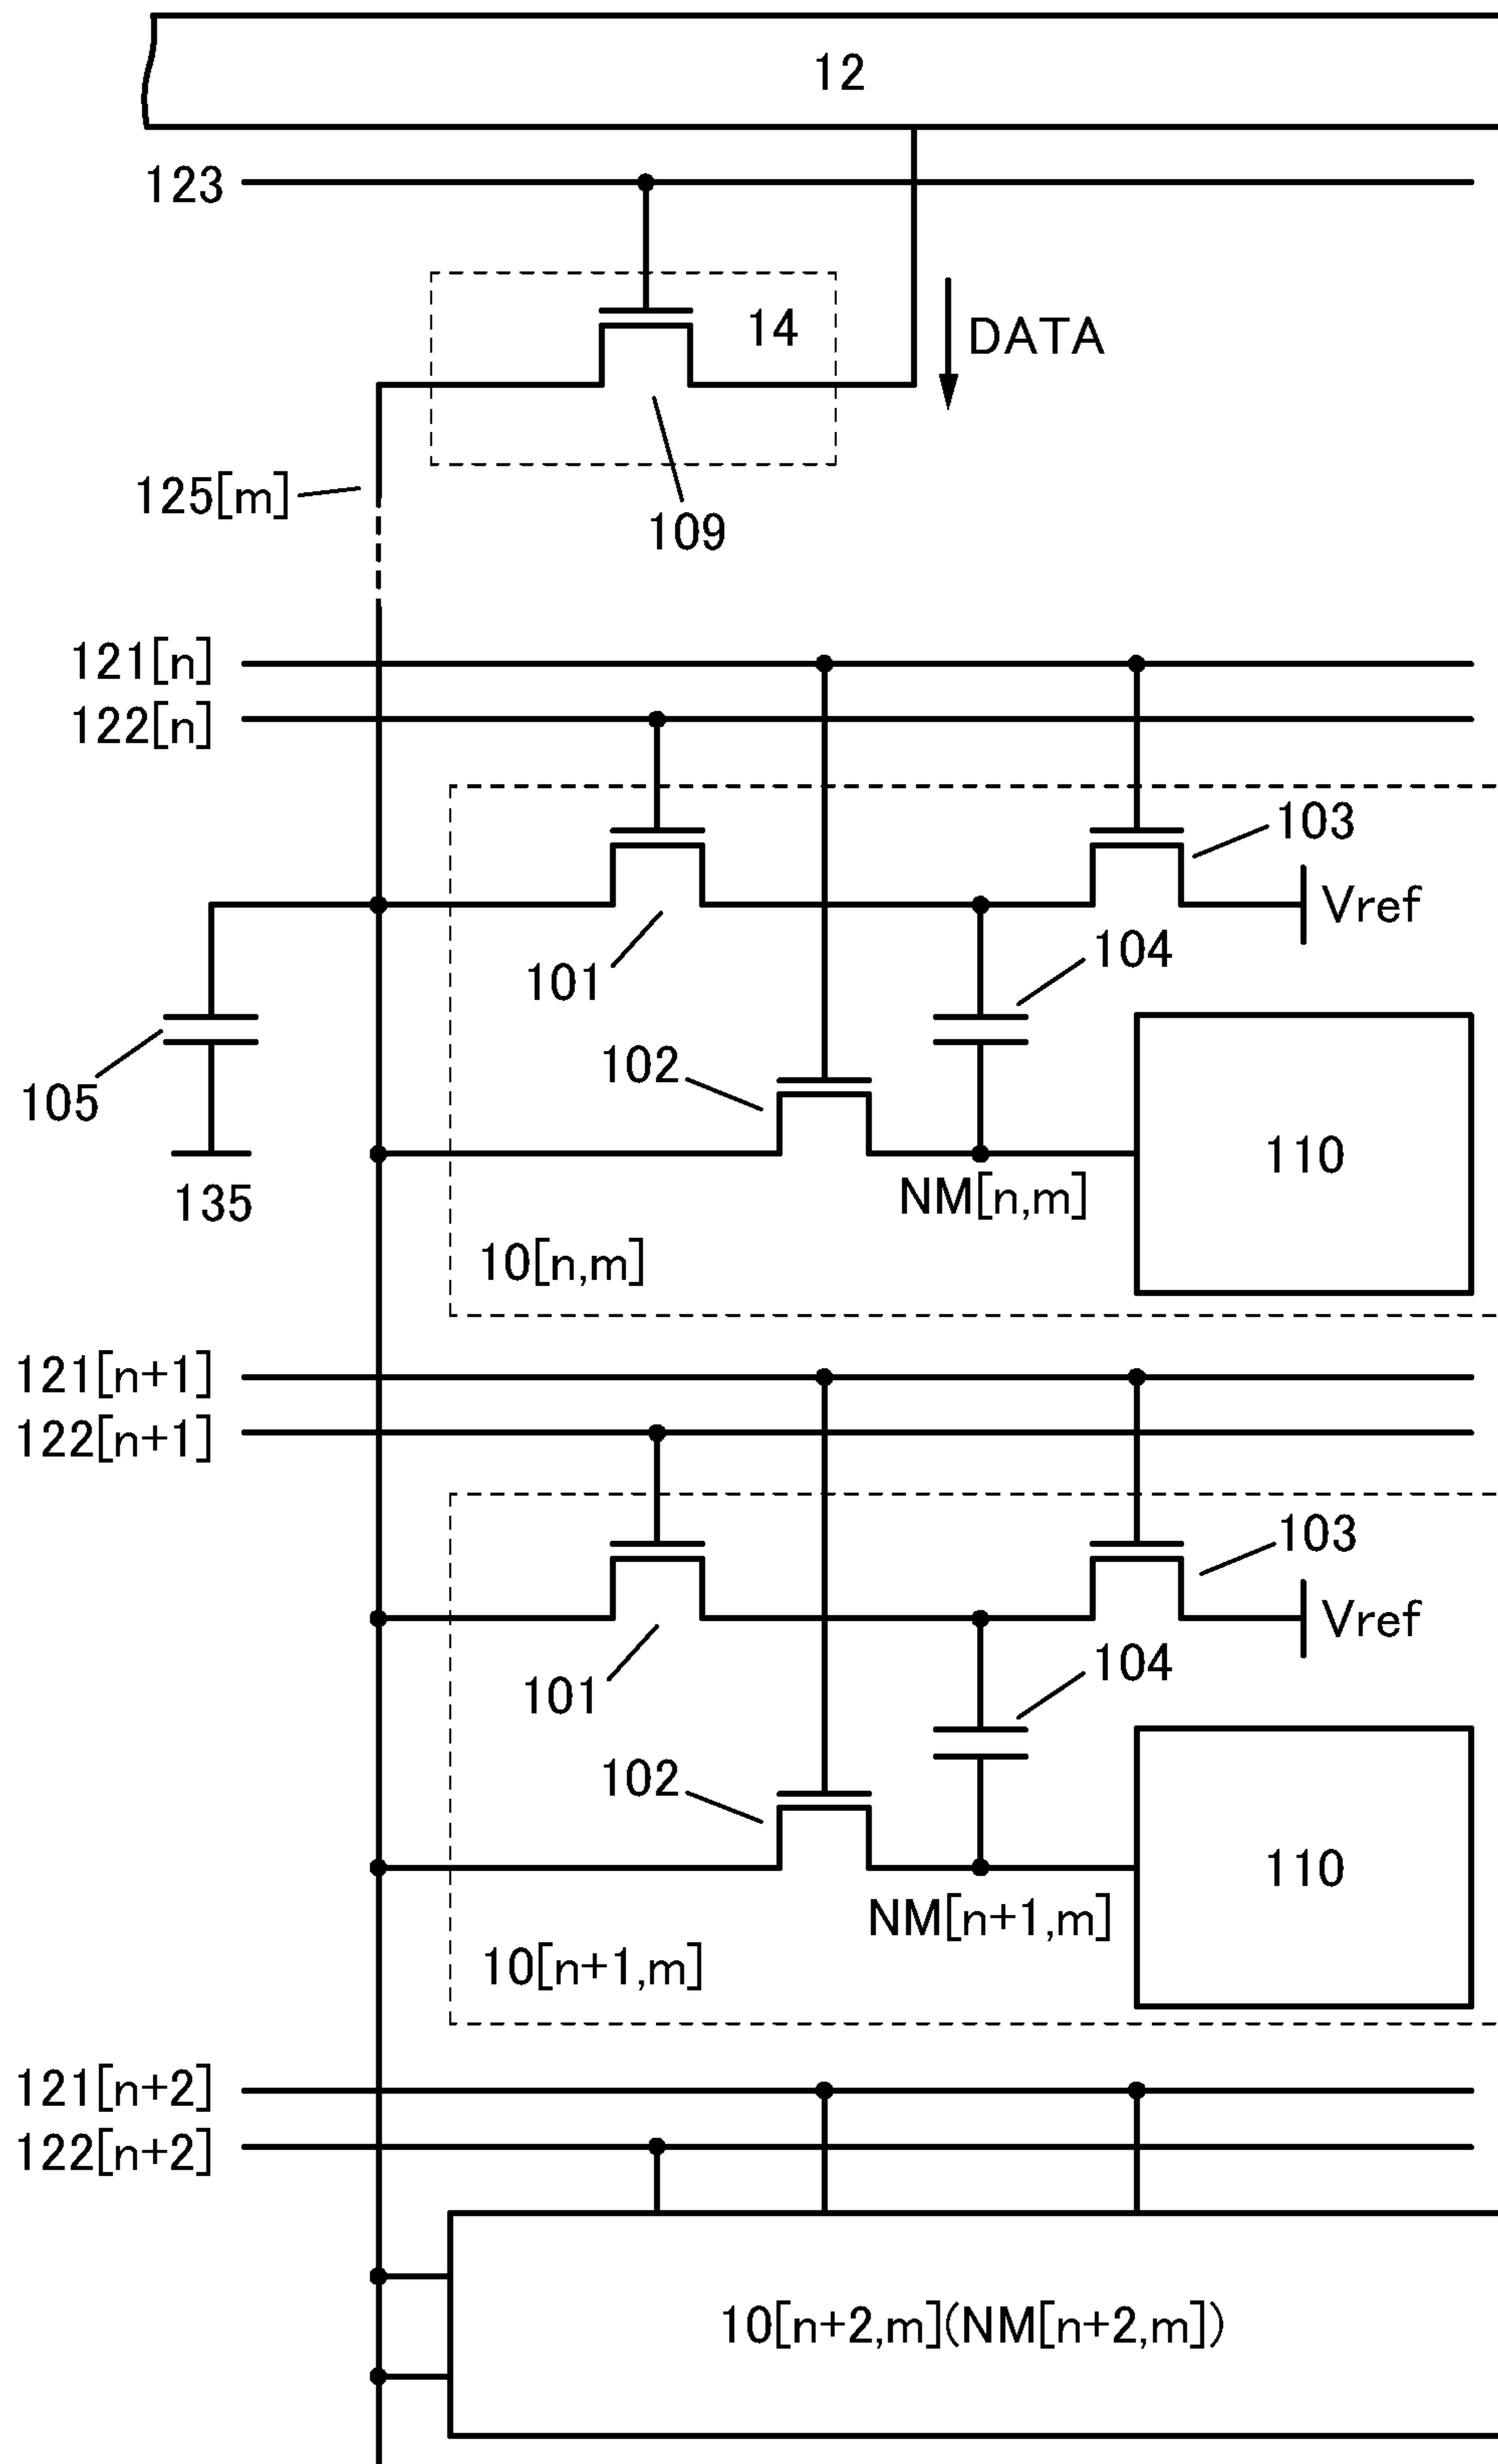 12
123
14
DATA
125[m]
109
121[n]
122[n]
103
Vref
104
101
102
105
110
135
NM[n,m]
10[n,m]
121[n+1]
122[n+1]
103
Vref
104
101
102
110
NM[n+1,m]
10[n+1,m]
121[n+2]
122[n+2]
10[n+2,m](NM[n+2,m])